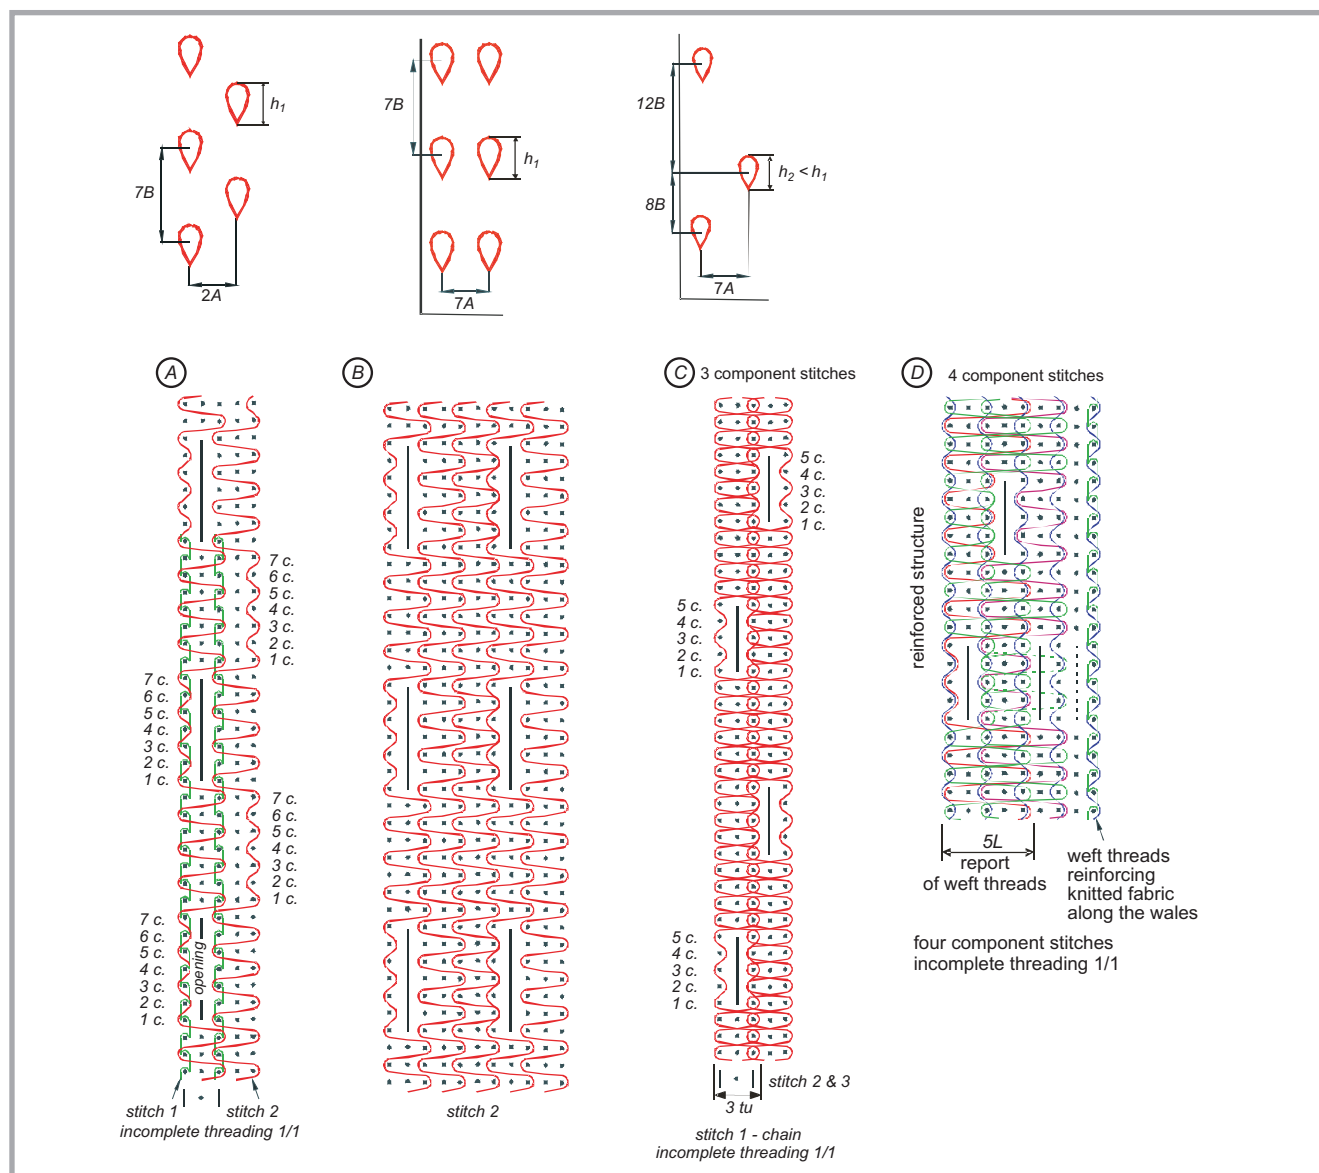 h1
7B
2A
7B
h1
7A
12B
8B
h2 < h1
7A
A
B
C 3 component stitches
D 4 component stitches
7 c.
6 c.
5 c.
4 c.
3 c.
2 c.
1 c.
7 c.
6 c.
5 c.
4 c.
3 c.
2 c.
1 c.
7 c.
6 c.
5 c.
4 c.
3 c.
2 c.
1 c.
7 c.
6 c.
5 c.
4 c.
3 c.
2 c.
1 c.
opening
stitch 1
stitch 2
incomplete threading 1/1
stitch 2
5 c.
4 c.
3 c.
2 c.
1 c.
5 c.
4 c.
3 c.
2 c.
1 c.
5 c.
4 c.
3 c.
2 c.
1 c.
stitch 2 & 3
3 tu
stitch 1 - chain
incomplete threading 1/1
reinforced structure
5L
report
of weft threads
weft threads
reinforcing
knitted fabric
along the wales
four component stitches
incomplete threading 1/1